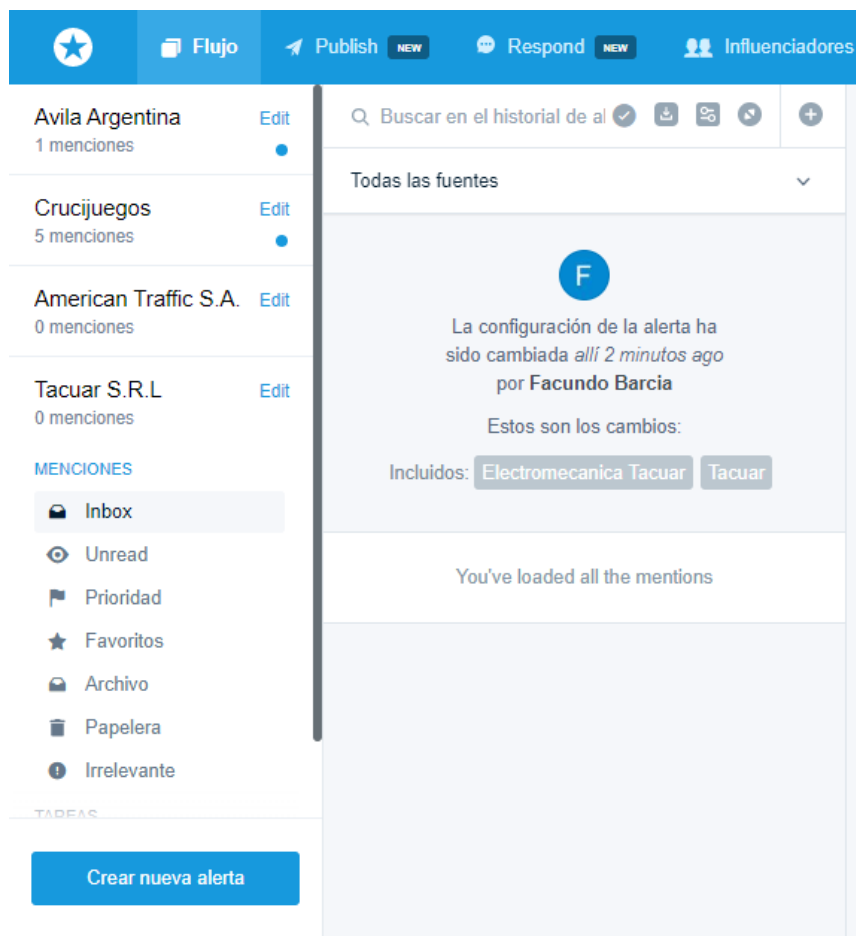 Flujo
Publish NEW
Respond NEW
Influenciadores
Avila Argentina Edit
1 menciones
Crucijuegos Edit
5 menciones
American Traffic S.A. Edit
0 menciones
Tacuar S.R.L Edit
0 menciones
MENCIONES
Inbox
Unread
Prioridad
Favoritos
Archivo
Papelera
Irrelevante
TAREAS
Crear nueva alerta
Buscar en el historial de al
Todas las fuentes
F
La configuración de la alerta ha
sido cambiada allí 2 minutos ago
por Facundo Barcia
Estos son los cambios:
Incluidos: Electromecanica Tacuar Tacuar
You've loaded all the mentions